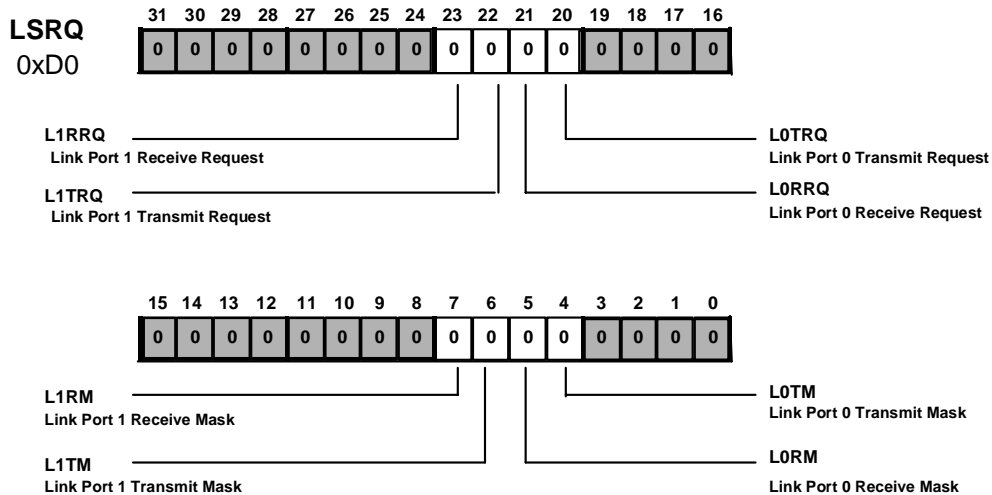 LSRQ
0xD0
31 30 29 28 27 26 25 24 23 22 21 20 19 18 17 16
0 0 0 0 0 0 0 0 0 0 0 0 0 0 0 0
L1RRQ
Link Port 1 Receive Request
L1TRQ
Link Port 1 Transmit Request
L0TRQ
Link Port 0 Transmit Request
L0RRQ
Link Port 0 Receive Request
15 14 13 12 11 10 9 8 7 6 5 4 3 2 1 0
0 0 0 0 0 0 0 0 0 0 0 0 0 0 0 0
L1RM
Link Port 1 Receive Mask
L1TM
Link Port 1 Transmit Mask
L0TM
Link Port 0 Transmit Mask
L0RM
Link Port 0 Receive Mask